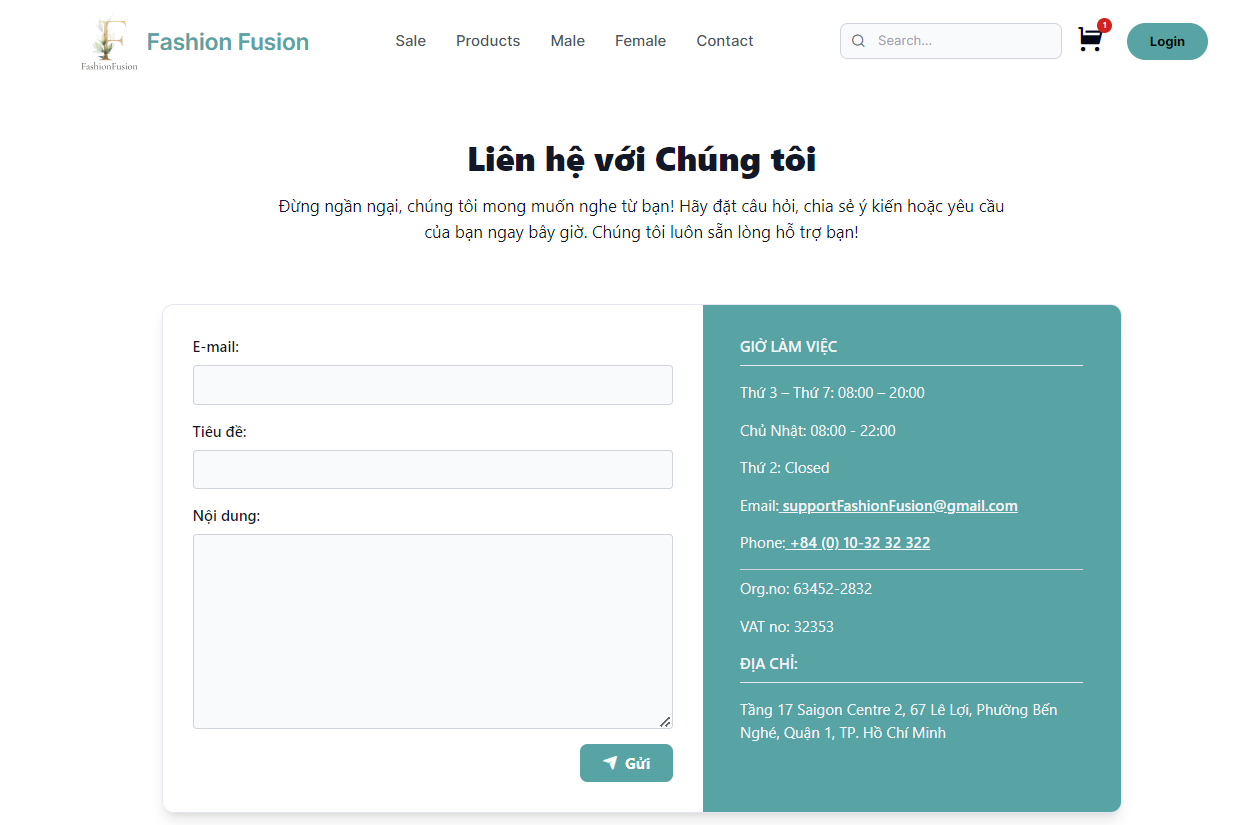 F
FashionFusion
Fashion Fusion
Sale
Products
Male
Female
Contact
Search...
1
Login
Liên hệ với Chúng tôi
Đừng ngần ngại, chúng tôi mong muốn nghe từ bạn! Hãy đặt câu hỏi, chia sẻ ý kiến hoặc yêu cầu
của bạn ngay bây giờ. Chúng tôi luôn sẵn lòng hỗ trợ bạn!
E-mail:
Tiêu đề:
Nội dung:
Gửi
GIỜ LÀM VIỆC
Thứ 3 – Thứ 7: 08:00 – 20:00
Chủ Nhật: 08:00 - 22:00
Thứ 2: Closed
Email: supportFashionFusion@gmail.com
Phone: +84 (0) 10-32 32 322
Org.no: 63452-2832
VAT no: 32353
ĐỊA CHỈ:
Tầng 17 Saigon Centre 2, 67 Lê Lợi, Phường Bến
Nghé, Quận 1, TP. Hồ Chí Minh